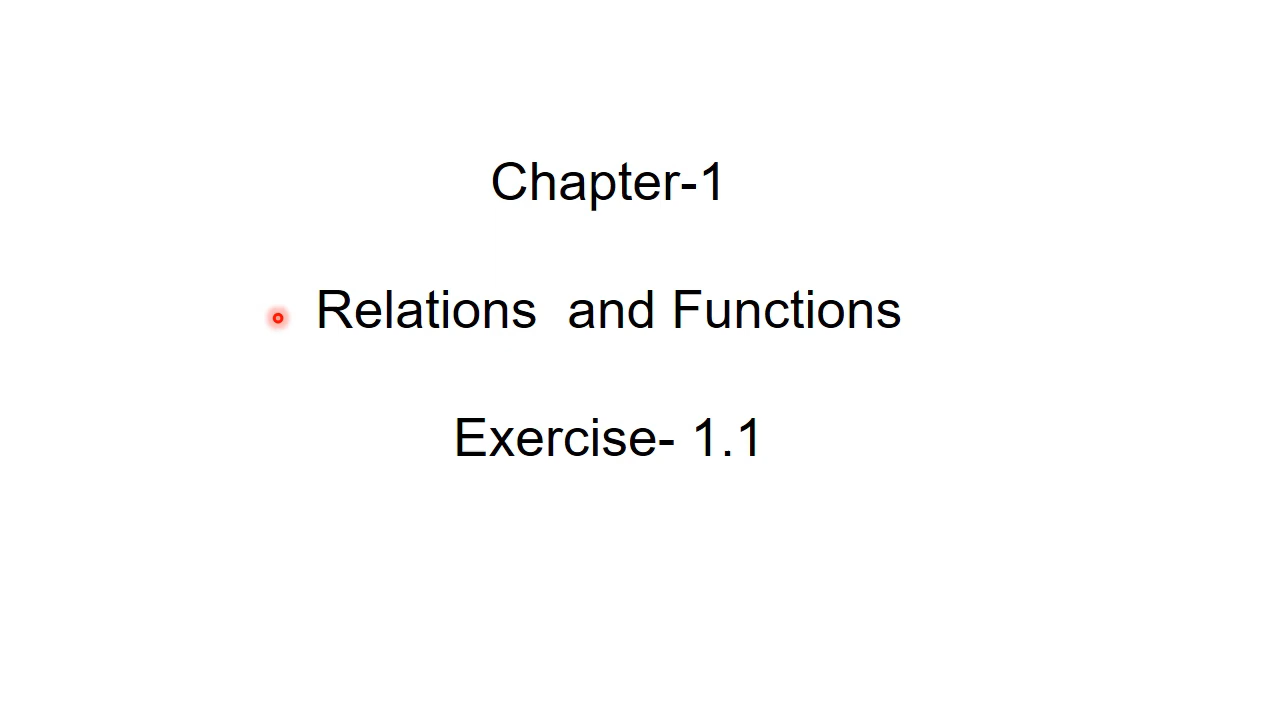 Chapter-1
Relations  and Functions
Exercise- 1.1